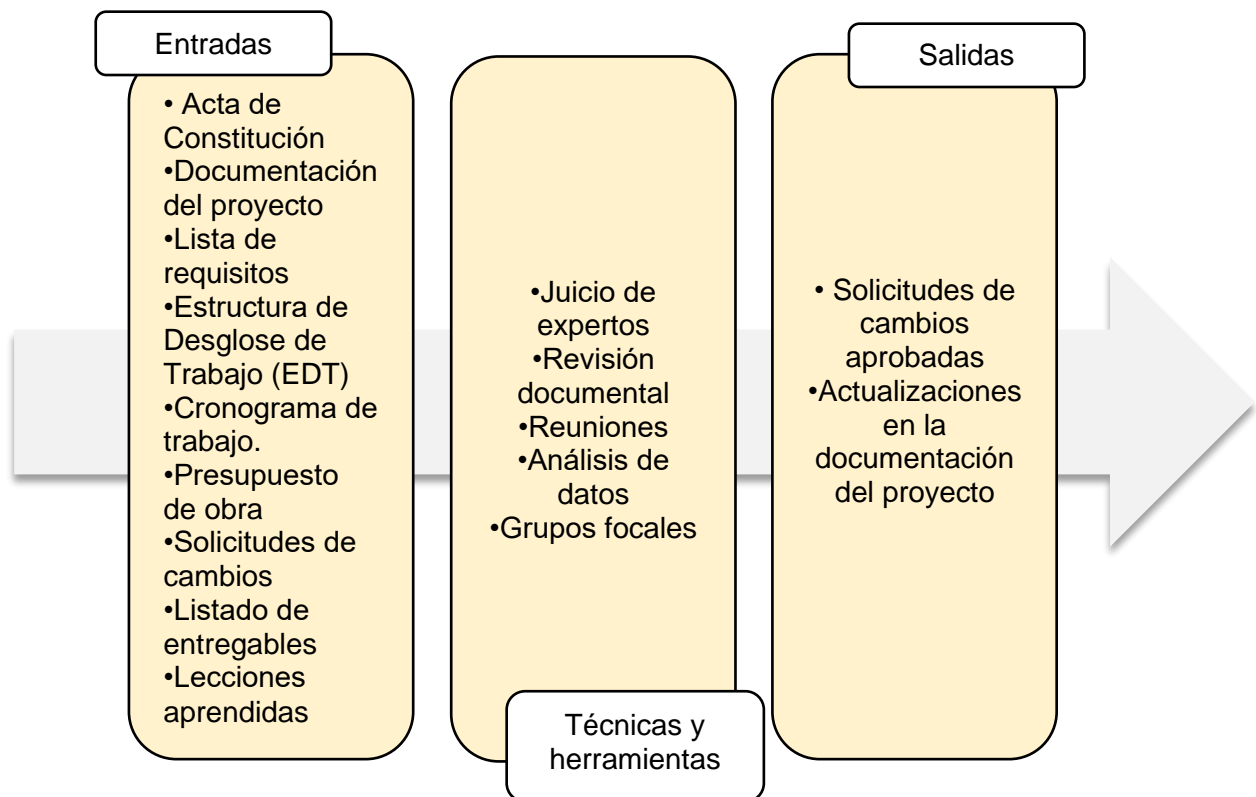 Entradas
• Acta de
Constitución
•Documentación
del proyecto
•Lista de
requisitos
•Estructura de
Desglose de
Trabajo (EDT)
•Cronograma de
trabajo.
•Presupuesto
de obra
•Solicitudes de
cambios
•Listado de
entregables
•Lecciones
aprendidas
•Juicio de
expertos
•Revisión
documental
•Reuniones
•Análisis de
datos
•Grupos focales
Técnicas y
herramientas
Salidas
• Solicitudes de
cambios
aprobadas
•Actualizaciones
en la
documentación
del proyecto